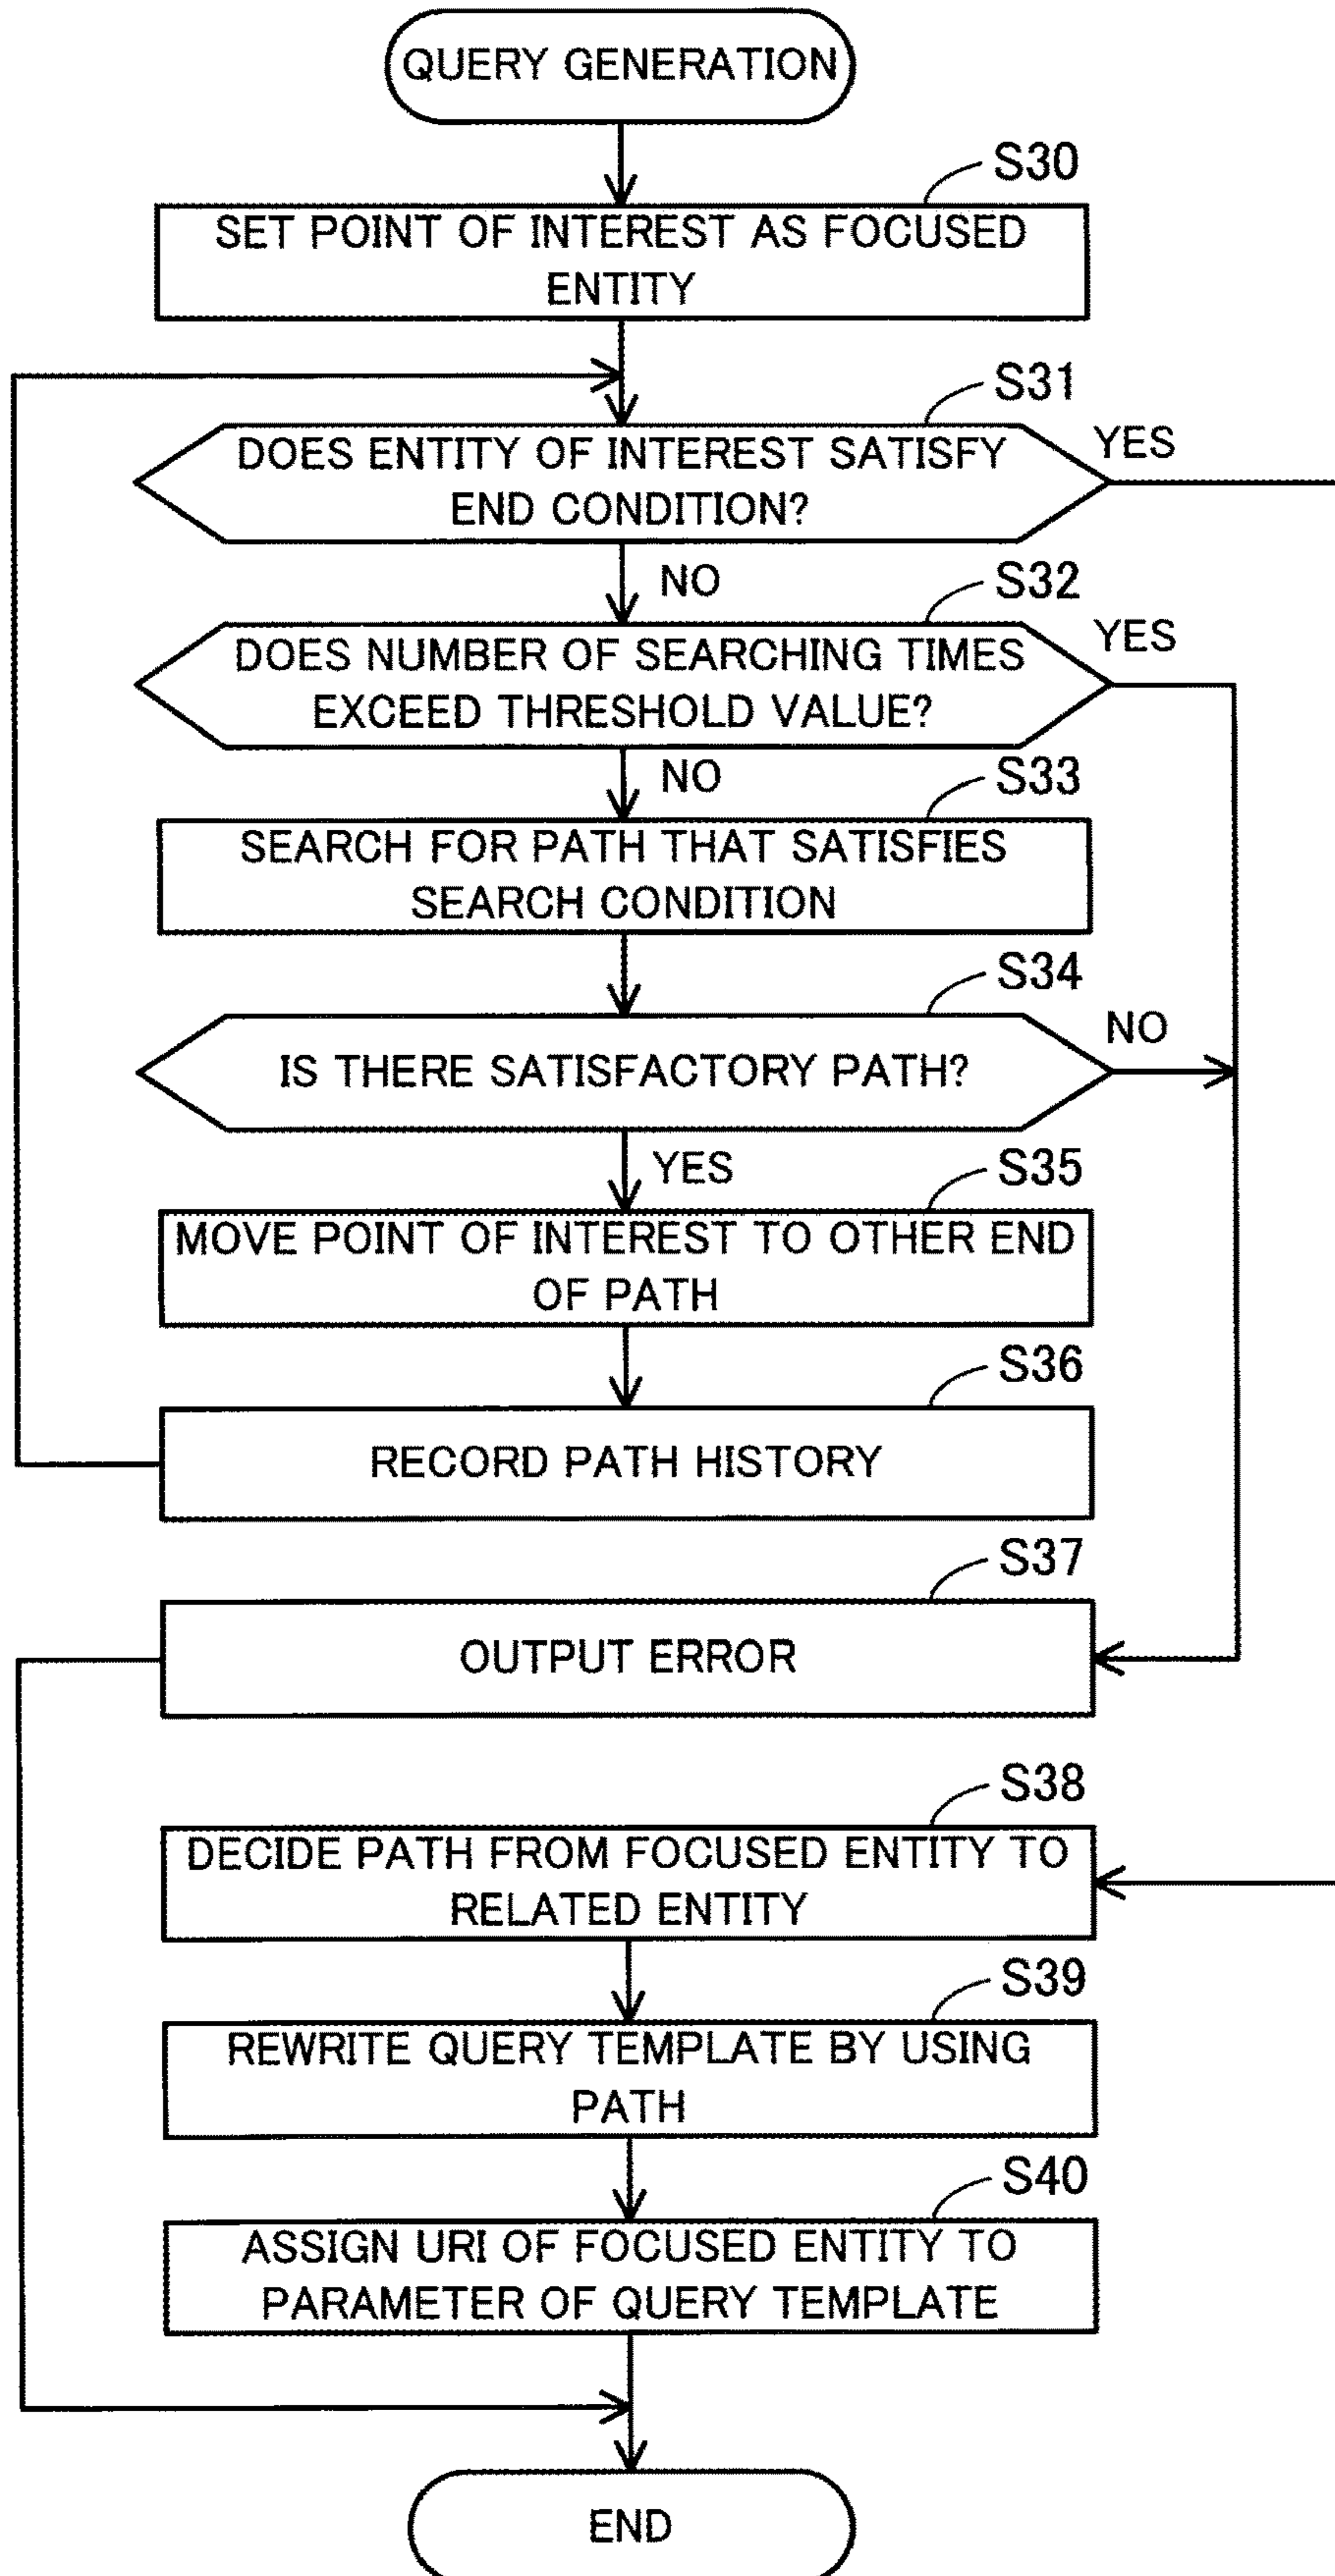 QUERY GENERATION
S30
SET POINT OF INTEREST AS FOCUSED
ENTITY
S31
DOES ENTITY OF INTEREST SATISFY
END CONDITION?
YES
NO
S32
DOES NUMBER OF SEARCHING TIMES
EXCEED THRESHOLD VALUE?
YES
NO
S33
SEARCH FOR PATH THAT SATISFIES
SEARCH CONDITION
S34
IS THERE SATISFACTORY PATH?
NO
YES
S35
MOVE POINT OF INTEREST TO OTHER END
OF PATH
S36
RECORD PATH HISTORY
S37
OUTPUT ERROR
S38
DECIDE PATH FROM FOCUSED ENTITY TO
RELATED ENTITY
S39
REWRITE QUERY TEMPLATE BY USING
PATH
S40
ASSIGN URI OF FOCUSED ENTITY TO
PARAMETER OF QUERY TEMPLATE
END